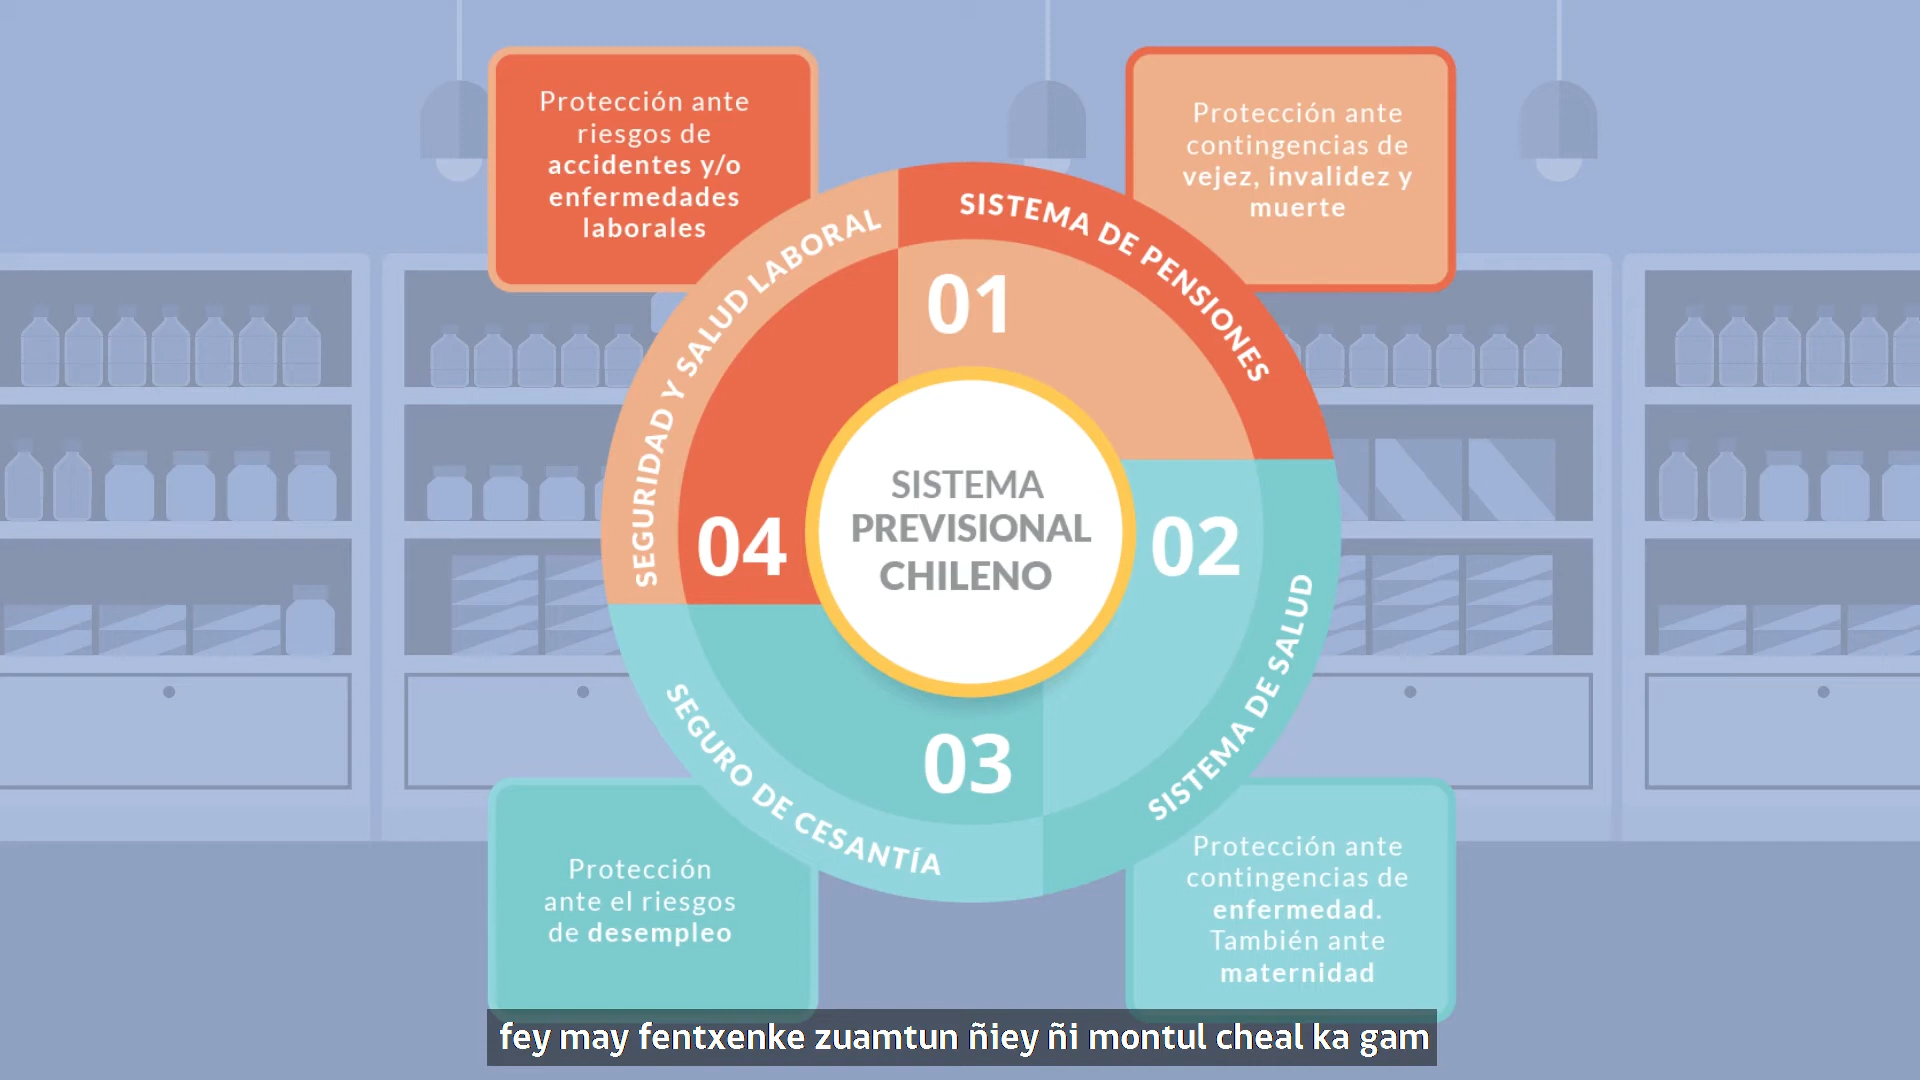 Protección ante
riesgos de
accidentes y/o
enfermedades
laborales
Protección ante
contingencias de
vejez, invalidez y
muerte
SEGURIDAD Y SALUD LABORAL
SISTEMA DE PENSIONES
01
04
SISTEMA
PREVISIONAL
CHILENO
02
03
SEGURO DE CESANTÍA
SISTEMA DE SALUD
Protección
ante el riesgos
de desempleo
Protección ante
contingencias de
enfermedad.
También ante
maternidad
fey may fentxenke zuamtun ñiey ñi montul cheal ka gam